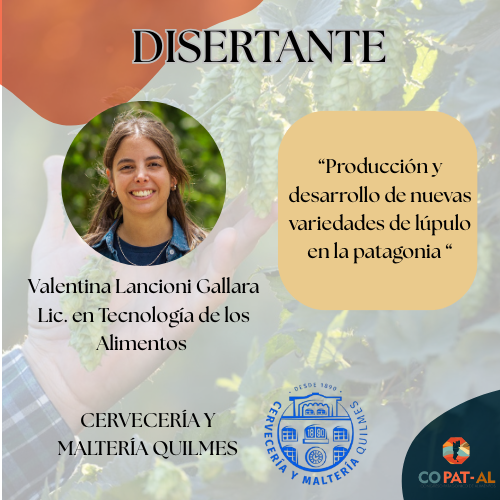 DISERTANTE
“Producción y
desarrollo de nuevas
variedades de lúpulo
en la patagonia “
Valentina Lancioni Gallara
Lic. en Tecnología de los
Alimentos
CERVECERÍA Y
MALTERÍA QUILMES
DESDE 1890
1890
CERVECERÍA Y MALTERÍA QUILMES
CO PAT-AL